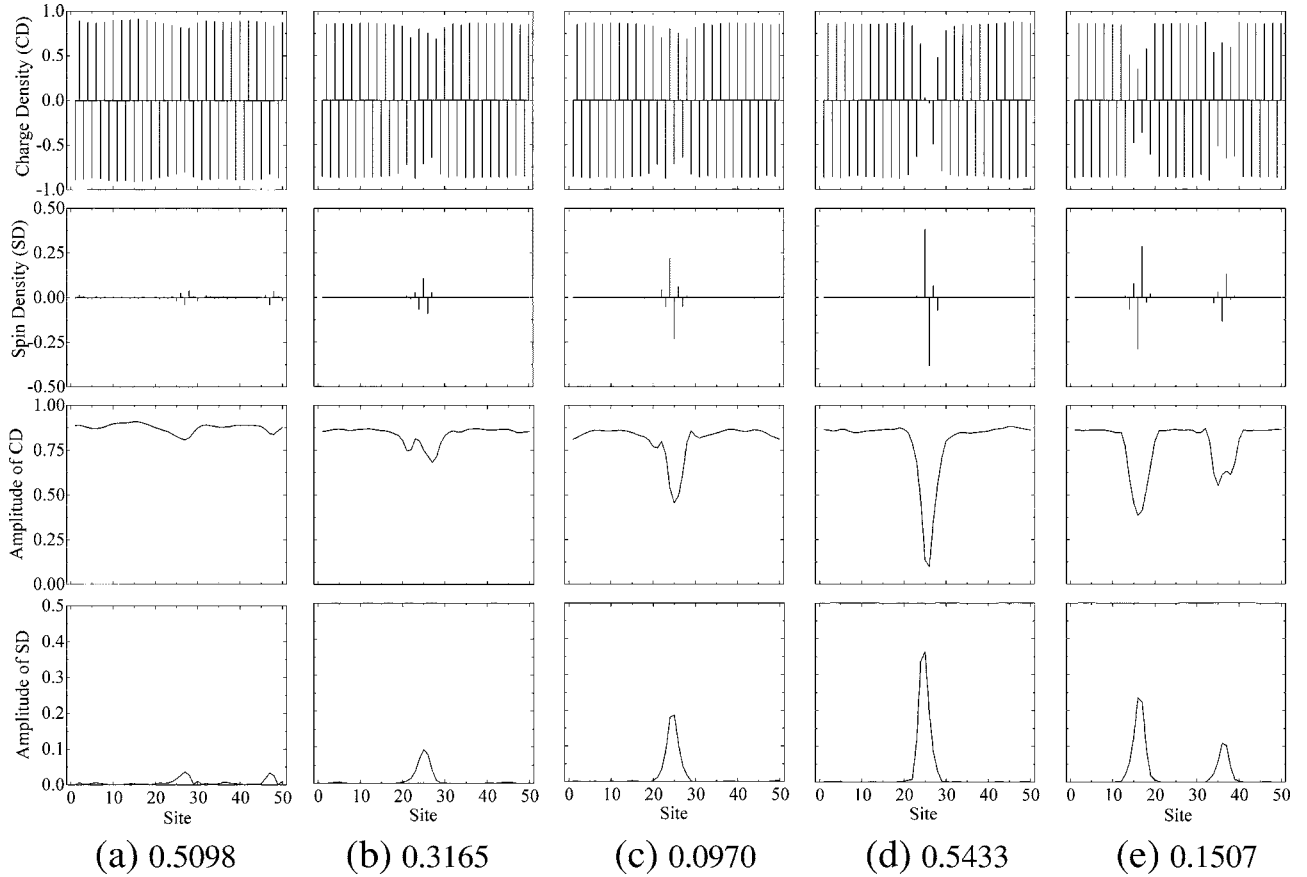 Charge Density (CD)
1.0
0.5
0.0
-0.5
-1.0
Spin Density (SD)
0.50
0.25
0.00
-0.25
-0.50
Amplitude of CD
1.00
0.75
0.50
0.25
0.00
Amplitude of SD
0.5
0.4
0.3
0.2
0.1
0.0
0 10 20 30 40 50
Site
0 10 20 30 40 50
Site
0 10 20 30 40 50
Site
0 10 20 30 40 50
Site
0 10 20 30 40 50
Site
(a) 0.5098
(b) 0.3165
(c) 0.0970
(d) 0.5433
(e) 0.1507